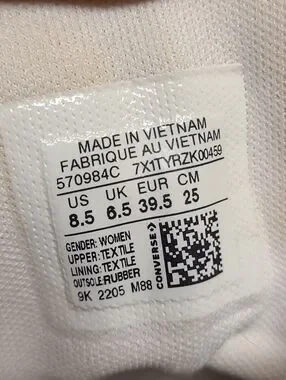 MADE IN VIETNAM
FABRIQUE AU VIETNAM
570984C 7X1TYRZK00459
US UK EUR CM
8.5 6.5 39.5 25
GENDER: WOMEN
UPPER: TEXTILE
LINING: TEXTILE
OUTSOLE:RUBBER
9K 2205 M88
CONVERSE